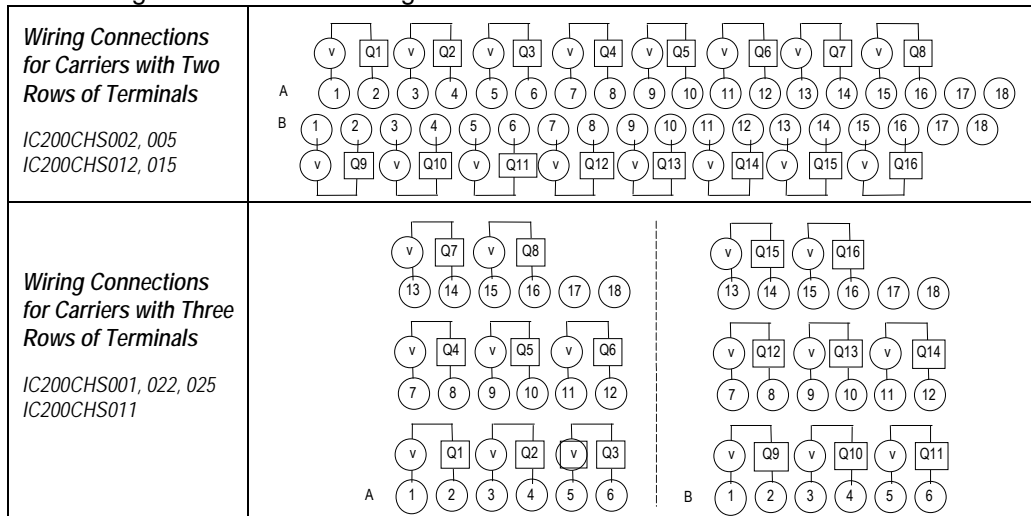 Wiring Connections
for Carriers with Two
Rows of Terminals
IC200CHS002, 005
IC200CHS012, 015
v Q1 v Q2 v Q3 v Q4 v Q5 v Q6 v Q7 v Q8
A 1 2 3 4 5 6 7 8 9 10 11 12 13 14 15 16 17 18
B 1 2 3 4 5 6 7 8 9 10 11 12 13 14 15 16 17 18
v Q9 v Q10 v Q11 v Q12 v Q13 v Q14 v Q15 v Q16
Wiring Connections
for Carriers with Three
Rows of Terminals
IC200CHS001, 022, 025
IC200CHS011
v Q7 v Q8
13 14 15 16 17 18
v Q4 v Q5 v Q6
7 8 9 10 11 12
v Q1 v Q2 v Q3
A 1 2 3 4 5 6
v Q15 v Q16
13 14 15 16 17 18
v Q12 v Q13 v Q14
7 8 9 10 11 12
v Q9 v Q10 v Q11
B 1 2 3 4 5 6